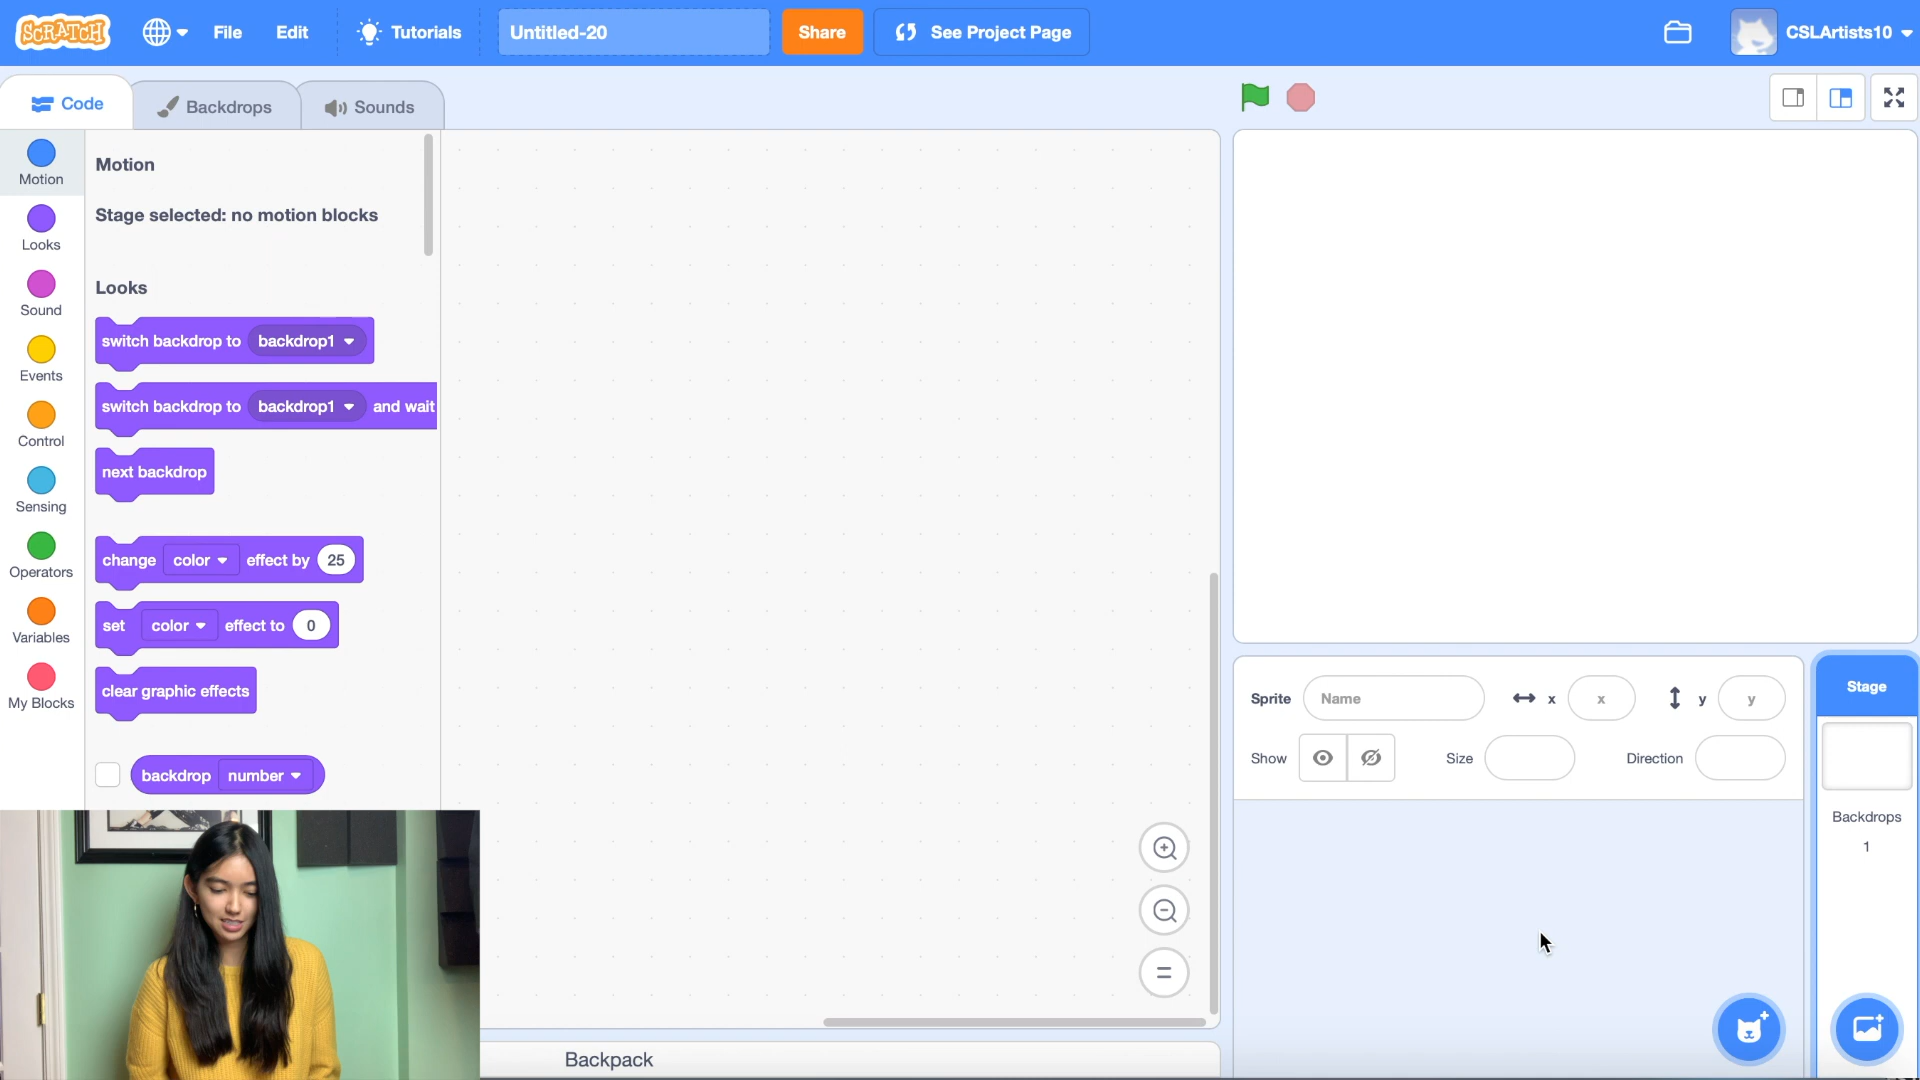 SCRATCH File Edit Tutorials Untitled-20 Share See Project Page CSLArtists10
Code Backdrops Sounds
Motion
Looks
Sound
Events
Control
Sensing
Operators
Variables
My Blocks
Motion
Stage selected: no motion blocks
Looks
switch backdrop to backdrop1
switch backdrop to backdrop1 and wait
next backdrop
change color effect by 25
set color effect to 0
clear graphic effects
backdrop number
Backpack
Sprite Name x x y y
Show Size Direction
Stage
Backdrops
1